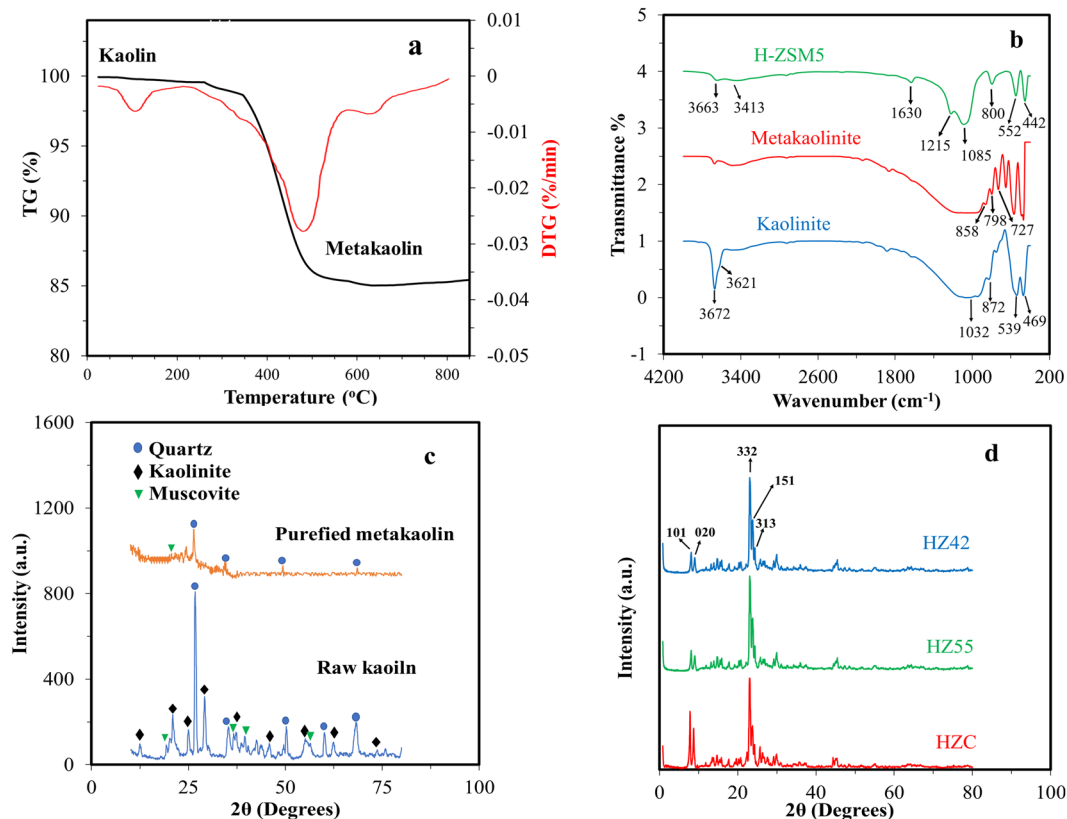 a
Kaolin
Metakaolin
TG (%)
100
95
90
85
80
0
200
400
600
800
Temperature (oC)
0.01
0
-0.01
-0.02
-0.03
-0.04
-0.05
DTG (%/min)
b
H-ZSM5
3663
3413
1630
1215
1085
800
552
442
Metakaolinite
858
798
727
Kaolinite
3672
3621
1032
872
539
469
Transmittance %
5
4
3
2
1
0
-1
4200
3400
2600
1800
1000
200
Wavenumber (cm-1)
c
Quartz
Kaolinite
Muscovite
Purefied metakaolin
Raw kaoiln
Intensity (a.u.)
1600
1200
800
400
0
0
25
50
75
100
2θ (Degrees)
d
332
151
313
101
020
HZ42
HZ55
HZC
Intensity (a.u.)
0
20
40
60
80
100
2θ (Degrees)